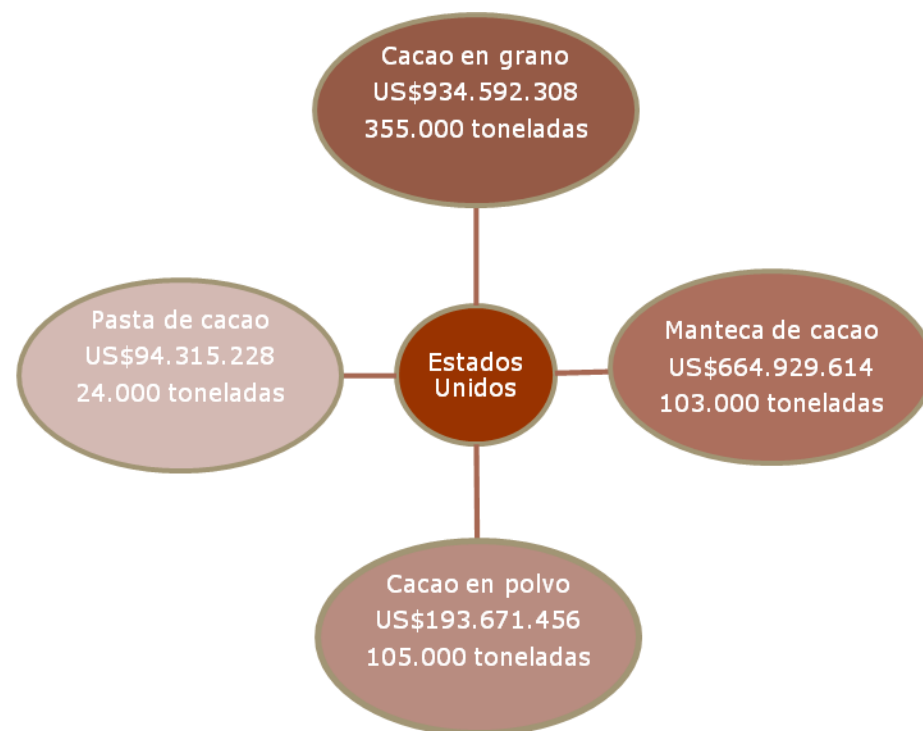 Cacao en grano
US$934.592.308
355.000 toneladas
Pasta de cacao
US$94.315.228
24.000 toneladas
Estados
Unidos
Manteca de cacao
US$664.929.614
103.000 toneladas
Cacao en polvo
US$193.671.456
105.000 toneladas